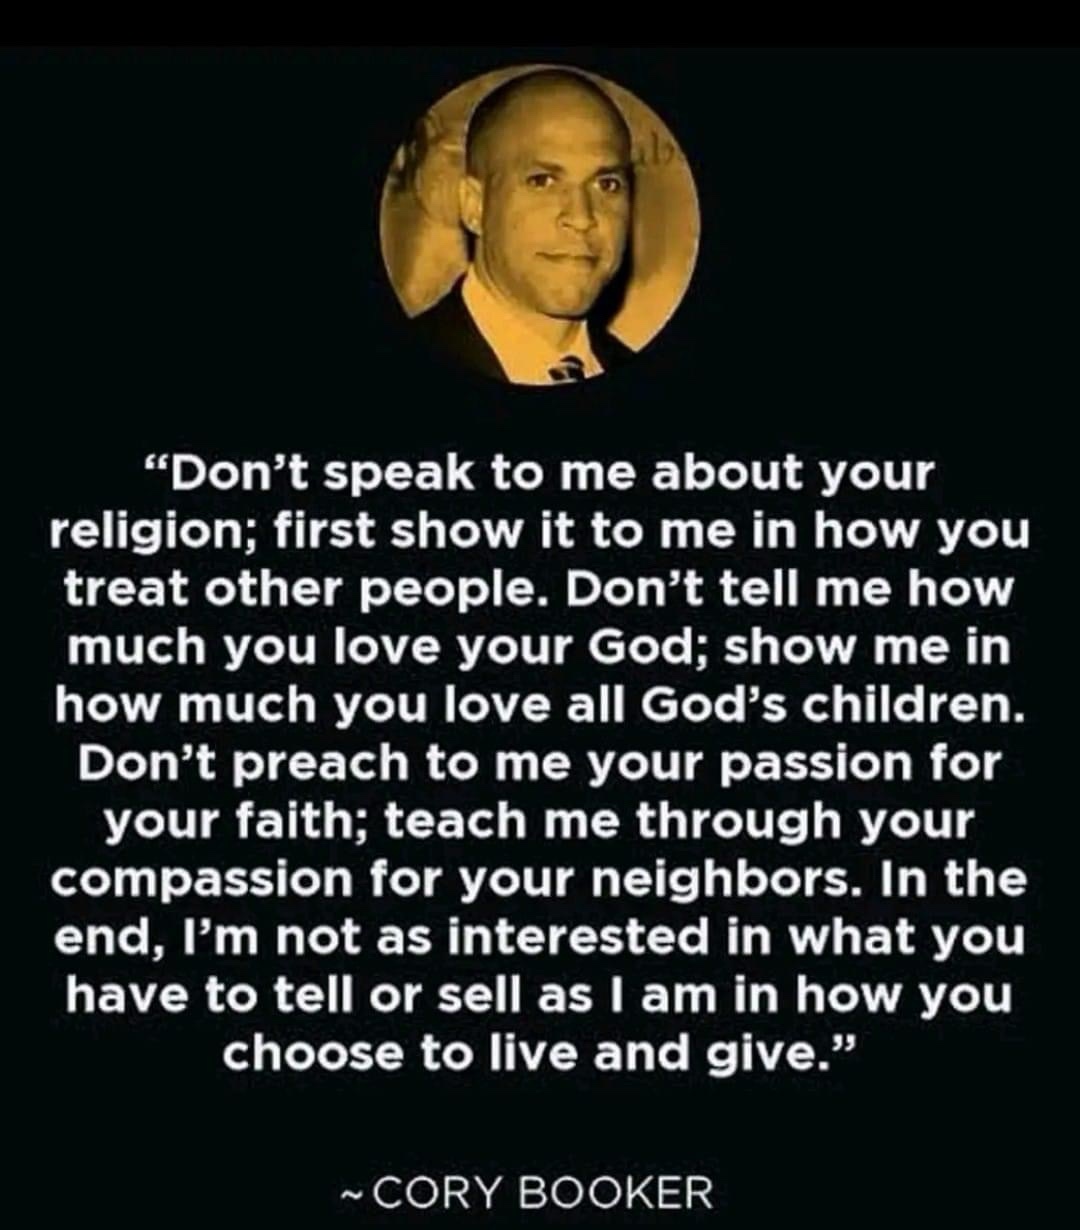 “Don’t speak to me about your
religion; first show it to me in how you
treat other people. Don’t tell me how
much you love your God; show me in
how much you love all God’s children.
Don’t preach to me your passion for
your faith; teach me through your
compassion for your neighbors. In the
end, I’m not as interested in what you
have to tell or sell as I am in how you
choose to live and give.”
~ CORY BOOKER